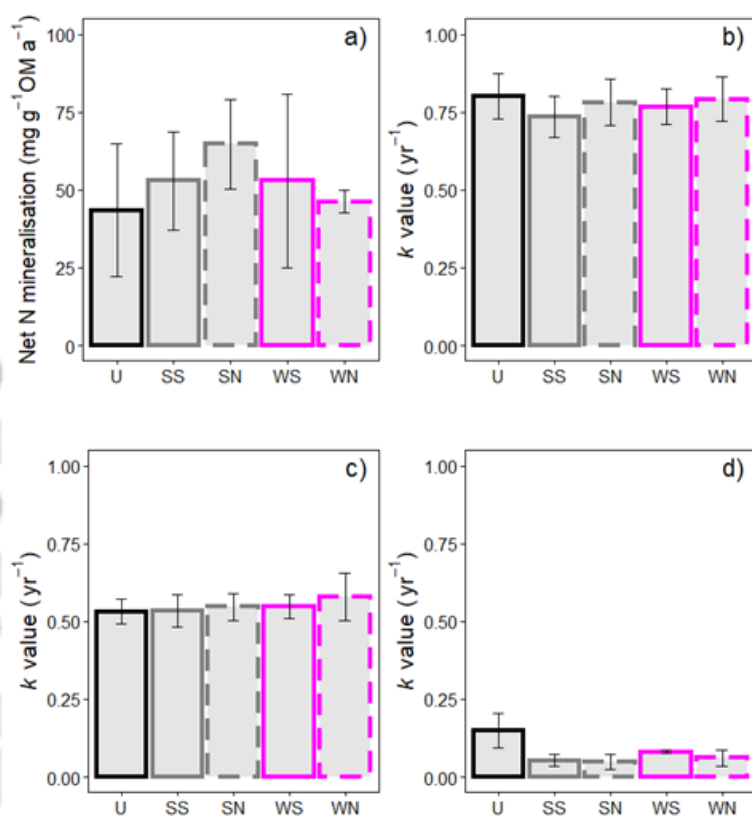 a)
Net N mineralisation (mg g⁻¹OM a⁻¹)
100
75
50
25
0
U SS SN WS WN
b)
k value (yr⁻¹)
1.00
0.75
0.50
0.25
0.00
U SS SN WS WN
c)
k value (yr⁻¹)
1.00
0.75
0.50
0.25
0.00
U SS SN WS WN
d)
k value (yr⁻¹)
1.00
0.75
0.50
0.25
0.00
U SS SN WS WN